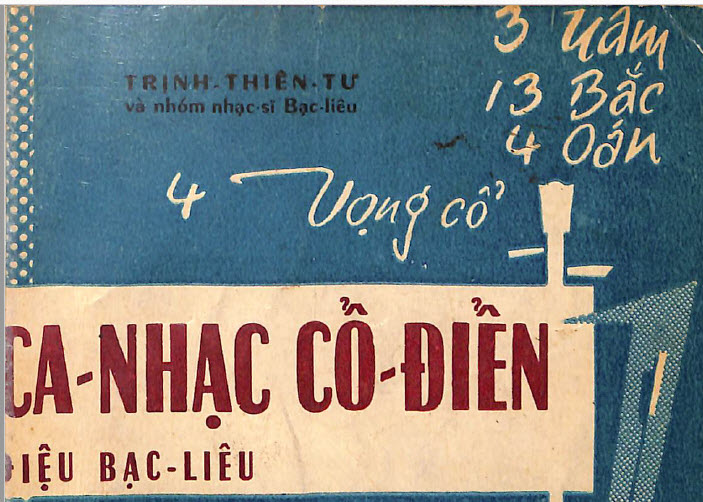 3 Nam
13 Bắc
4 Oán
TRỊNH-THIÊN-TƯ
và nhóm nhạc-sĩ Bạc-liêu
4 Vọng cổ
CA-NHẠC CỔ-ĐIỂN
ĐIỆU BẠC-LIÊU